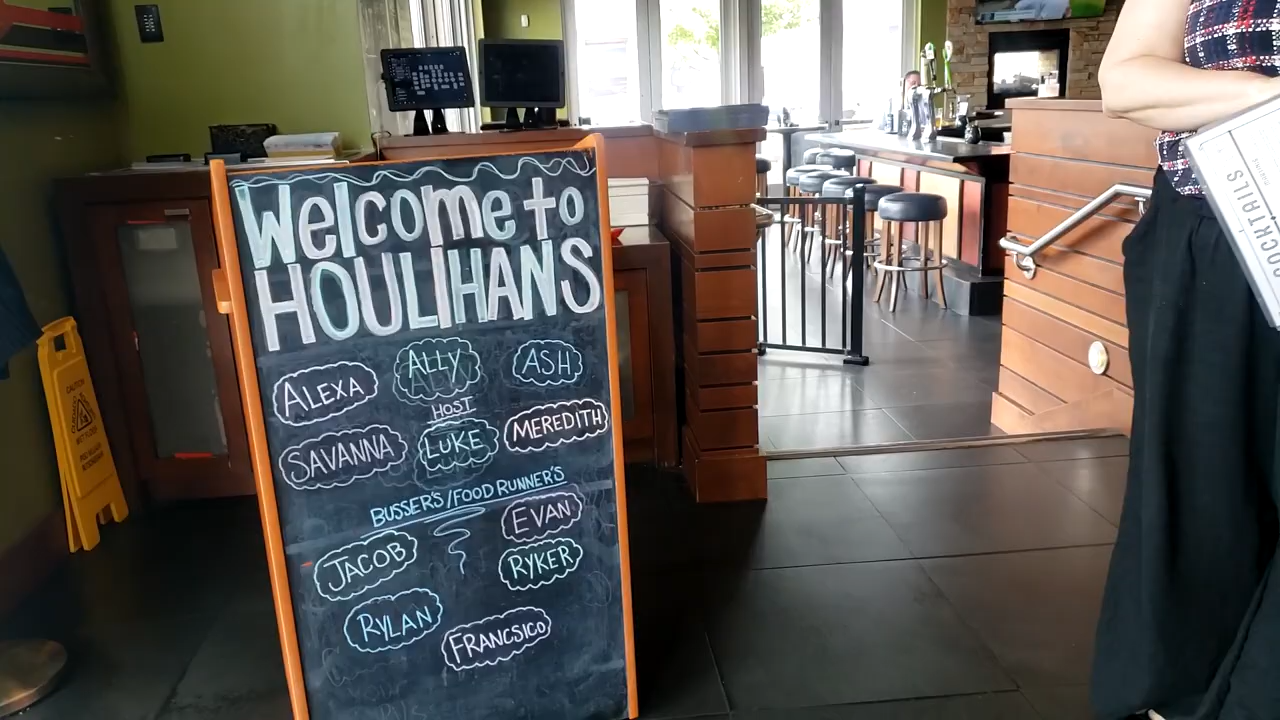 Welcome to
HOULIHANS
ALLY
ASH
ALEXA
HOST
MEREDITH
SAVANNA
LUKE
BUSSER'S/FOOD RUNNER'S
EVAN
JACOB
RYKER
RYLAN
FRANCSICO
CAUTION
COCKTAILS